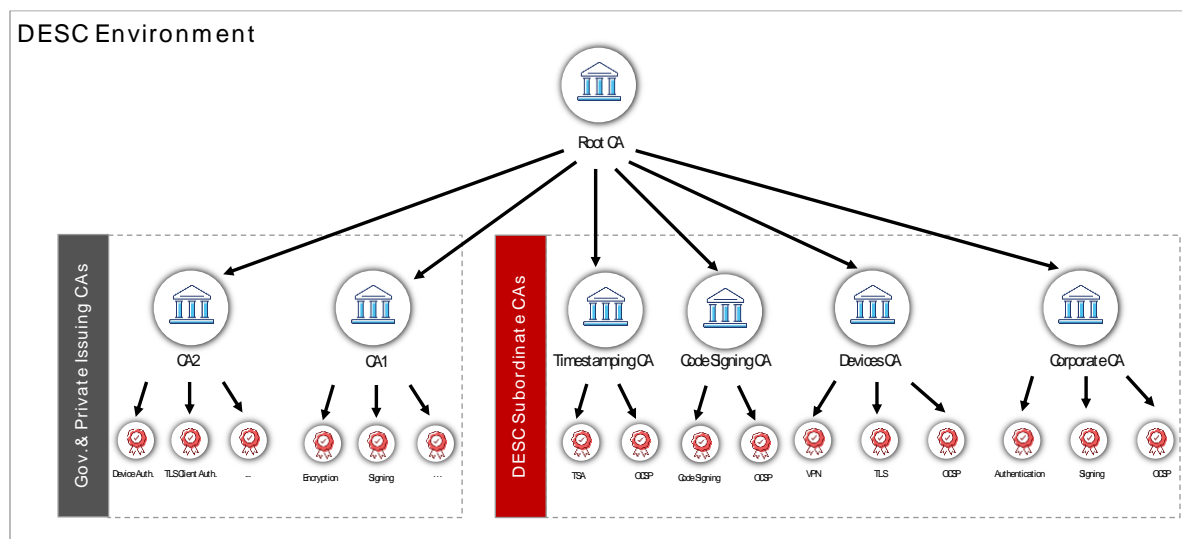 DESC Environment
Root CA
Gov. & Private Issuing CAs
DESC Subordinate CAs
CA2
CA1
Timestamping CA
Code Signing CA
Devices CA
Corporate CA
Device Auth.
TLS Client Auth.
...
Encryption
Signing
...
TSA
OCSP
Code Signing
OCSP
VPN
TLS
OCSP
Authentication
Signing
OCSP